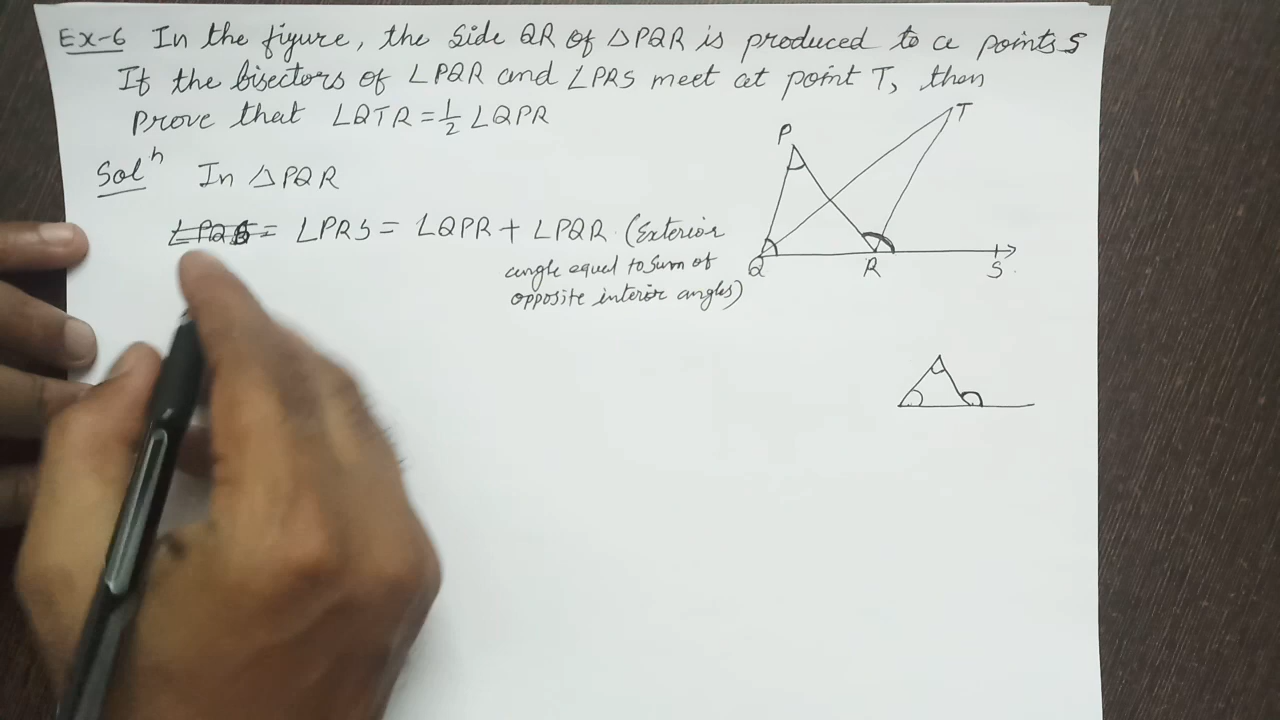 Ex-6 In the figure, the side QR of △PQR is produced to a points S
If the bisectors of ∠PQR and ∠PRS meet at point T, then
Prove that ∠QTR = 1/2 ∠QPR
Solⁿ In △PQR
= ∠PRS = ∠QPR + ∠PQR (Exterior
angle equal to sum of
opposite interior angles)
T
P
Q R S